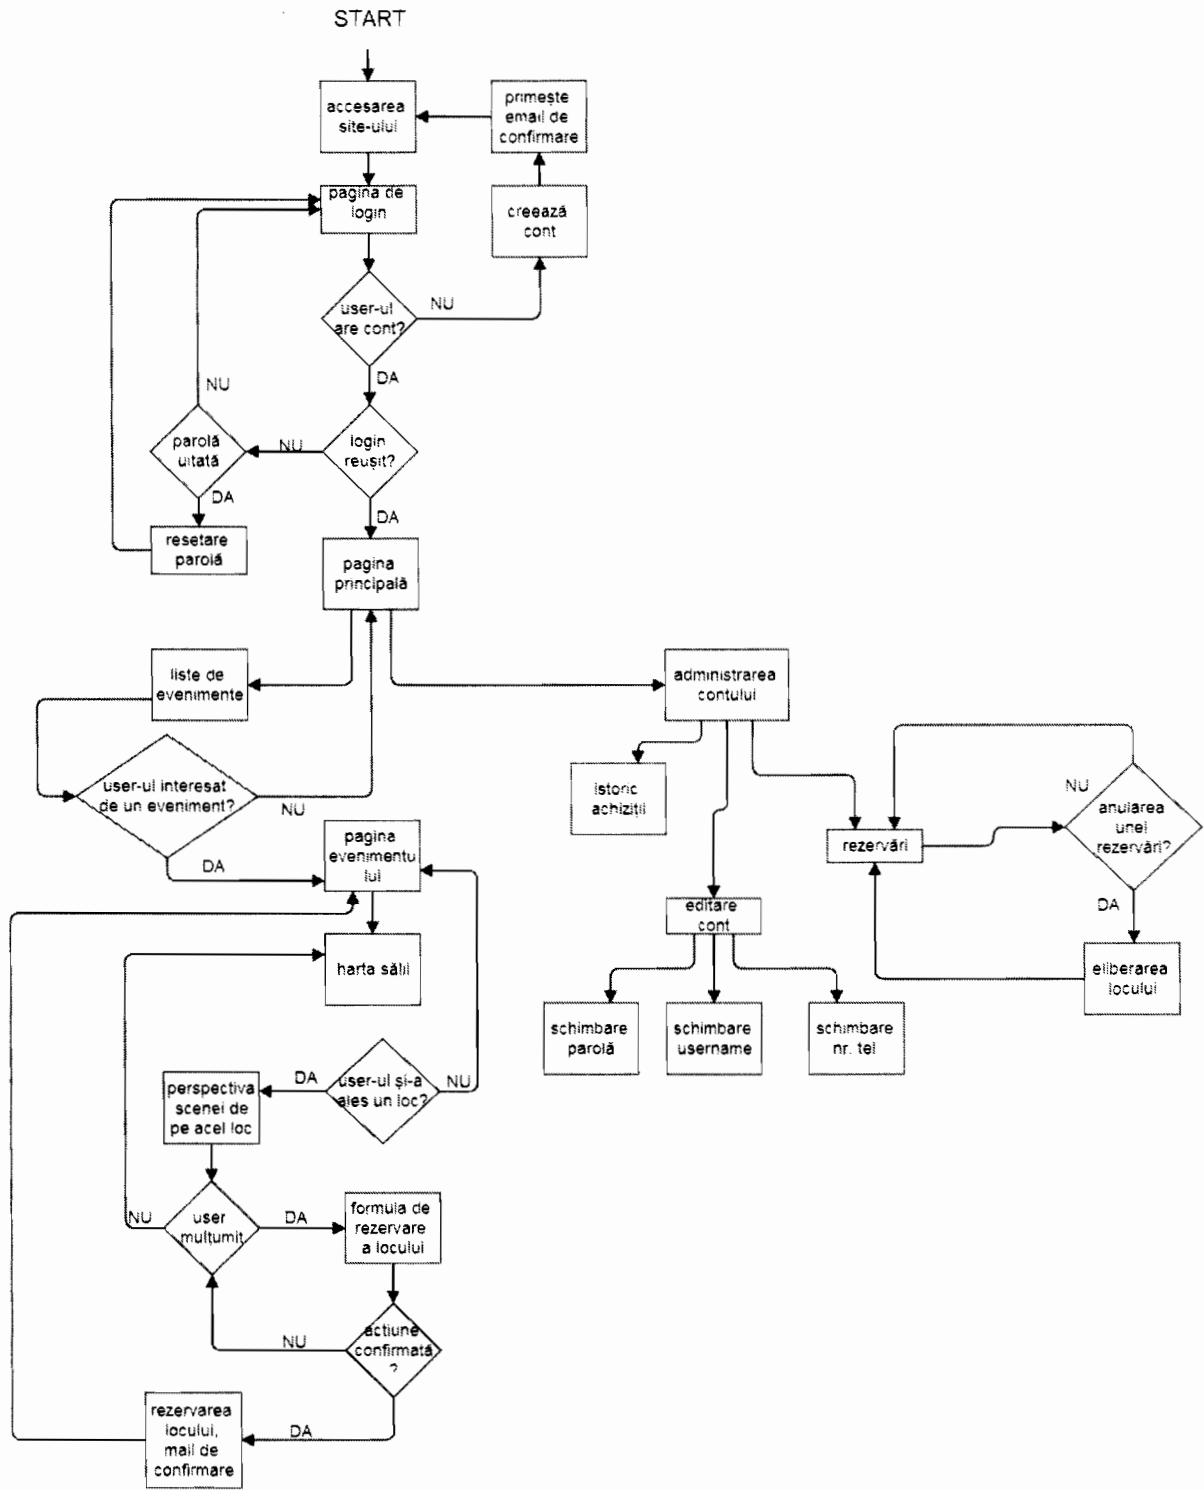 START
accesarea
site-ului
primește
email de
confirmare
pagina de
login
creează
cont
user-ul
are cont?
NU
DA
NU
parolă
uitată
NU
login
reușit?
DA
DA
resetare
parolă
pagina
principală
liste de
evenimente
administrarea
contului
user-ul interesat
de un eveniment?
NU
istoric
achiziții
NU
anularea
unei
rezervări?
rezervări
pagina
evenimentu
lui
DA
DA
editare
cont
harta sălii
eliberarea
locului
schimbare
parolă
schimbare
username
schimbare
nr. tel
perspectiva
scenei de
pe acel loc
DA
user-ul și-a
ales un loc?
NU
NU
user
mulțumit
DA
formula de
rezervare
a locului
NU
actiune
confirmată
?
rezervarea
locului,
mail de
confirmare
DA